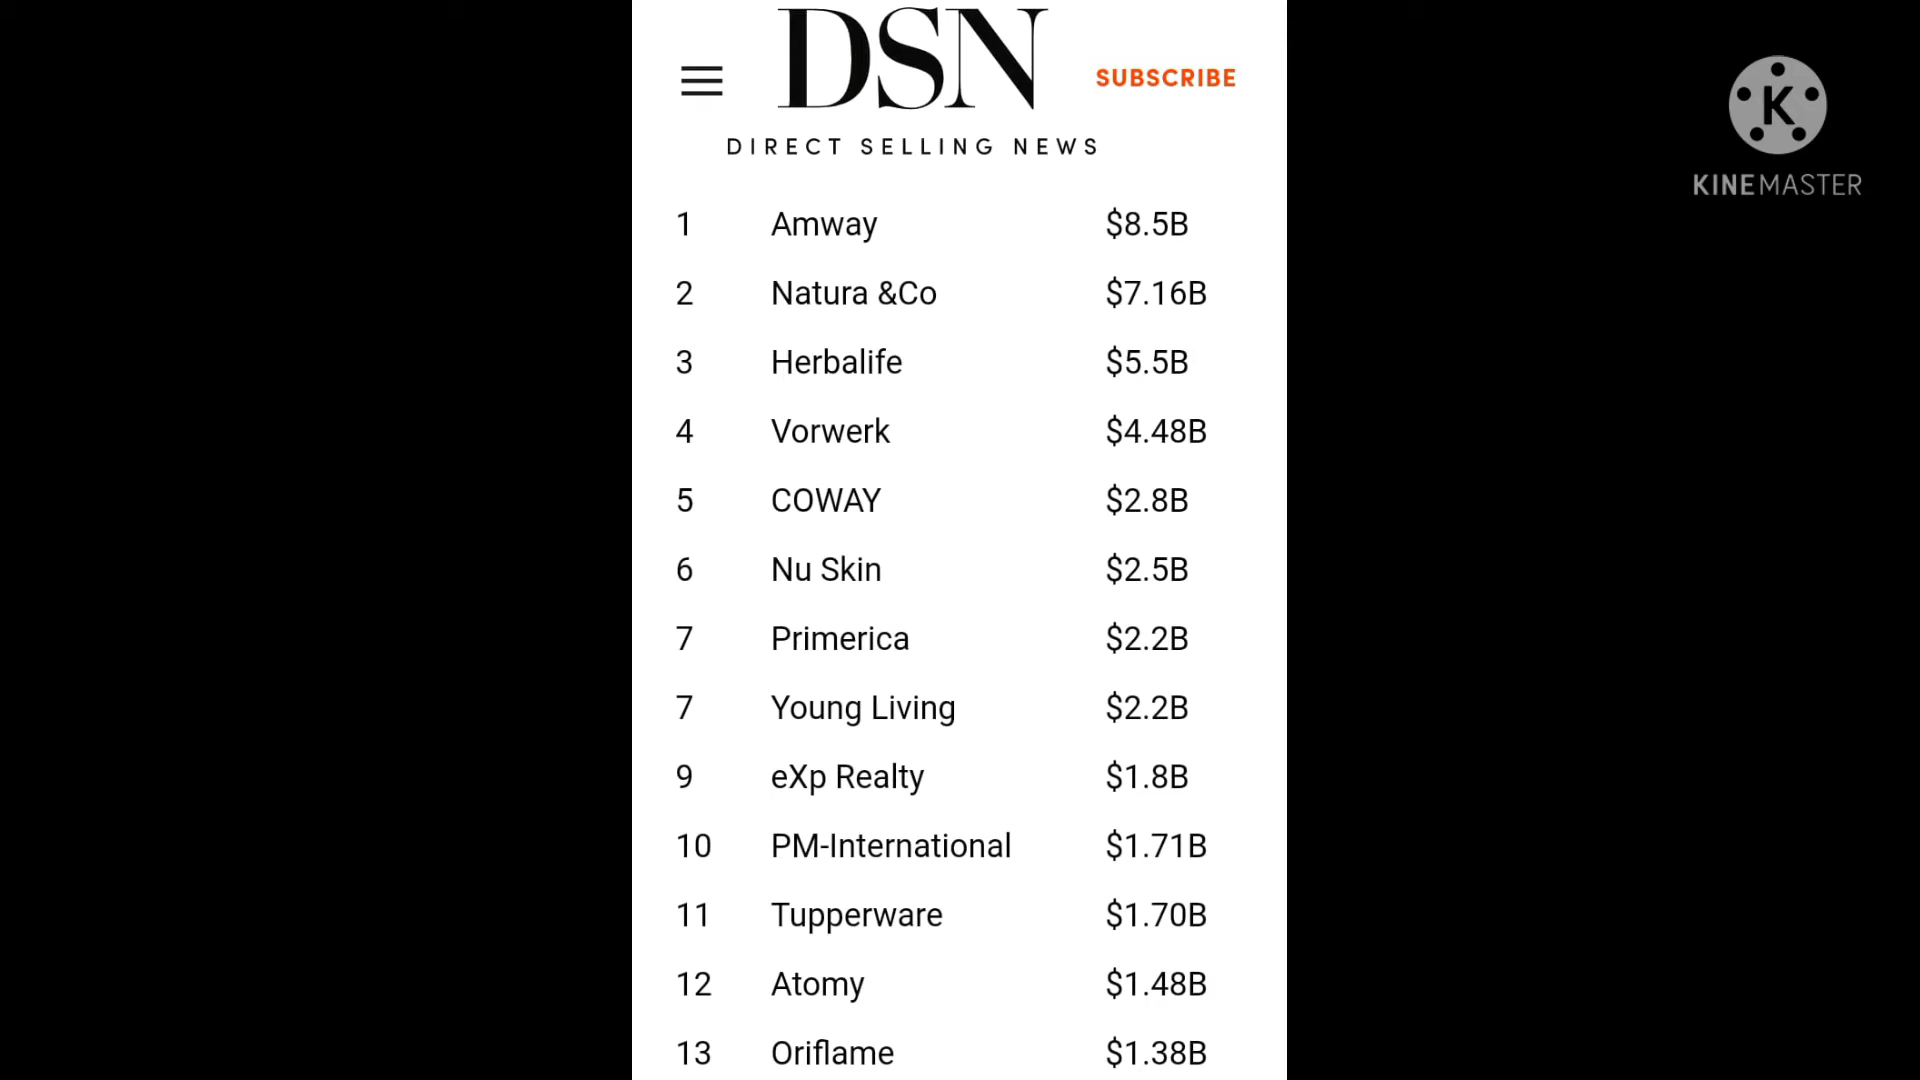 DSN
SUBSCRIBE
DIRECT SELLING NEWS
K
KINEMASTER
1 Amway $8.5B
2 Natura &Co $7.16B
3 Herbalife $5.5B
4 Vorwerk $4.48B
5 COWAY $2.8B
6 Nu Skin $2.5B
7 Primerica $2.2B
7 Young Living $2.2B
9 eXp Realty $1.8B
10 PM-International $1.71B
11 Tupperware $1.70B
12 Atomy $1.48B
13 Oriflame $1.38B